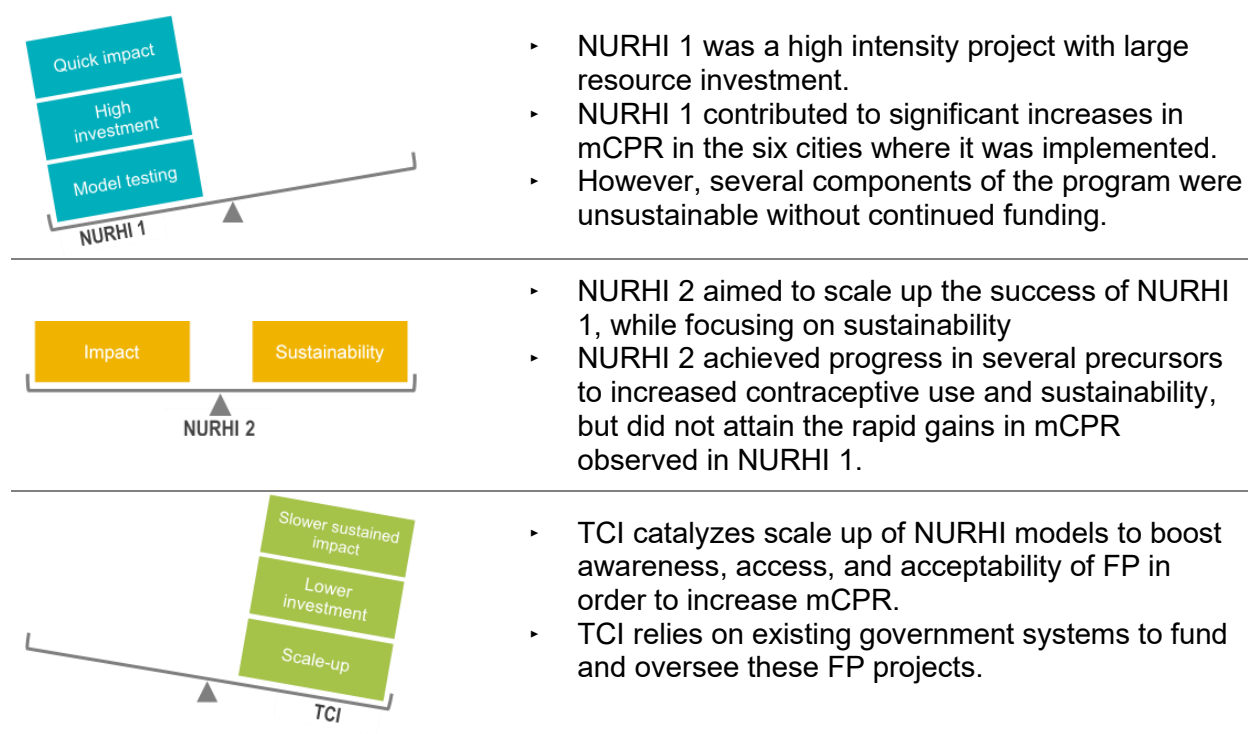 Quick impact
High
investment
Model testing
NURHI 1
‣ NURHI 1 was a high intensity project with large
resource investment.
‣ NURHI 1 contributed to significant increases in
mCPR in the six cities where it was implemented.
‣ However, several components of the program were
unsustainable without continued funding.
Impact
Sustainability
NURHI 2
‣ NURHI 2 aimed to scale up the success of NURHI
1, while focusing on sustainability
‣ NURHI 2 achieved progress in several precursors
to increased contraceptive use and sustainability,
but did not attain the rapid gains in mCPR
observed in NURHI 1.
Slower sustained
impact
Lower
investment
Scale-up
TCI
‣ TCI catalyzes scale up of NURHI models to boost
awareness, access, and acceptability of FP in
order to increase mCPR.
‣ TCI relies on existing government systems to fund
and oversee these FP projects.